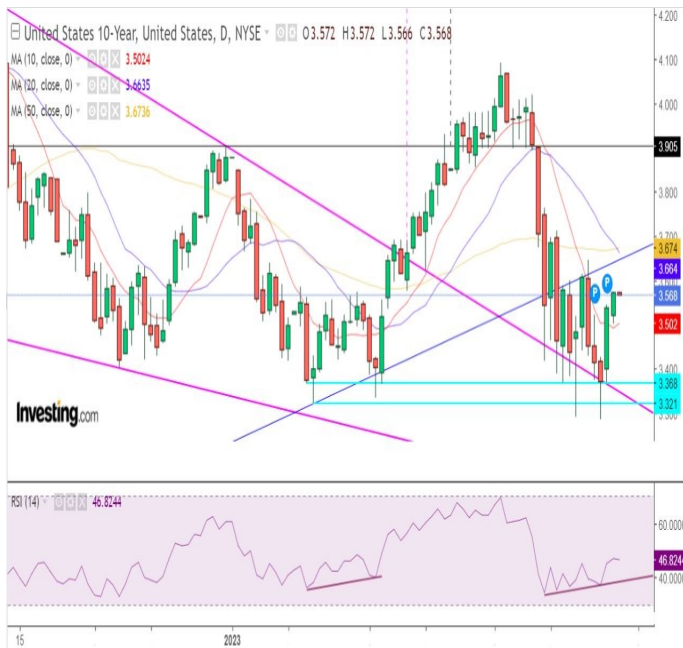 United States 10-Year, United States, D, NYSE O3.572 H3.572 L3.566 C3.568
MA (10, close, 0) 3.5024
MA (20, close, 0) 3.6635
MA (50, close, 0) 3.6736
4.200
4.100
4.000
3.905
3.800
3.700
3.674
3.664
3.568
3.502
3.400
3.368
3.321
3.300
P
P
Investing.com
RSI (14) 46.8244
60.0000
46.8244
40.0000
15
2023